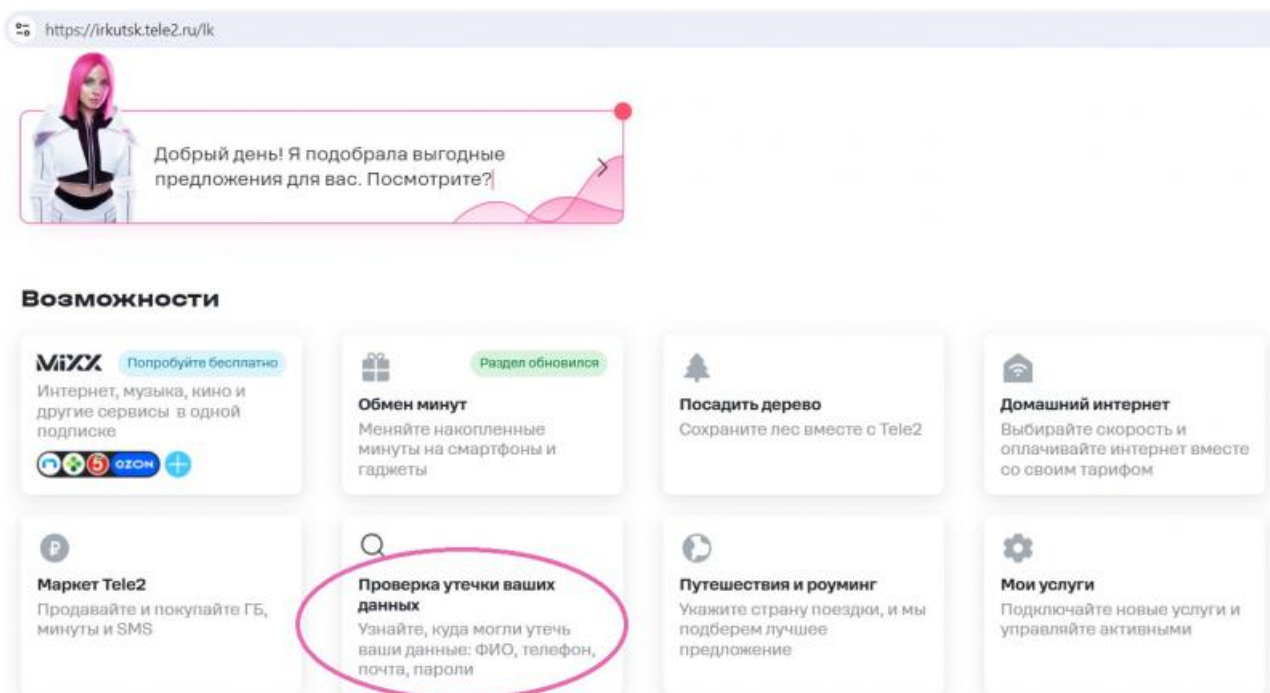 https://irkutsk.tele2.ru/lk
Добрый день! Я подобрала выгодные
предложения для вас. Посмотрите?
Возможности
MiXX
Попробуйте бесплатно
Интернет, музыка, кино и
другие сервисы в одной
подписке
5
OZON
Раздел обновился
Обмен минут
Меняйте накопленные
минуты на смартфоны и
гаджеты
Посадить дерево
Сохраните лес вместе с Tele2
Домашний интернет
Выбирайте скорость и
оплачивайте интернет вместе
со своим тарифом
Маркет Tele2
Продавайте и покупайте ГБ,
минуты и SMS
Проверка утечки ваших
данных
Узнайте, куда могли утечь
ваши данные: ФИО, телефон,
почта, пароли
Путешествия и роуминг
Укажите страну поездки, и мы
подберем лучшее
предложение
Мои услуги
Подключайте новые услуги и
управляйте активными